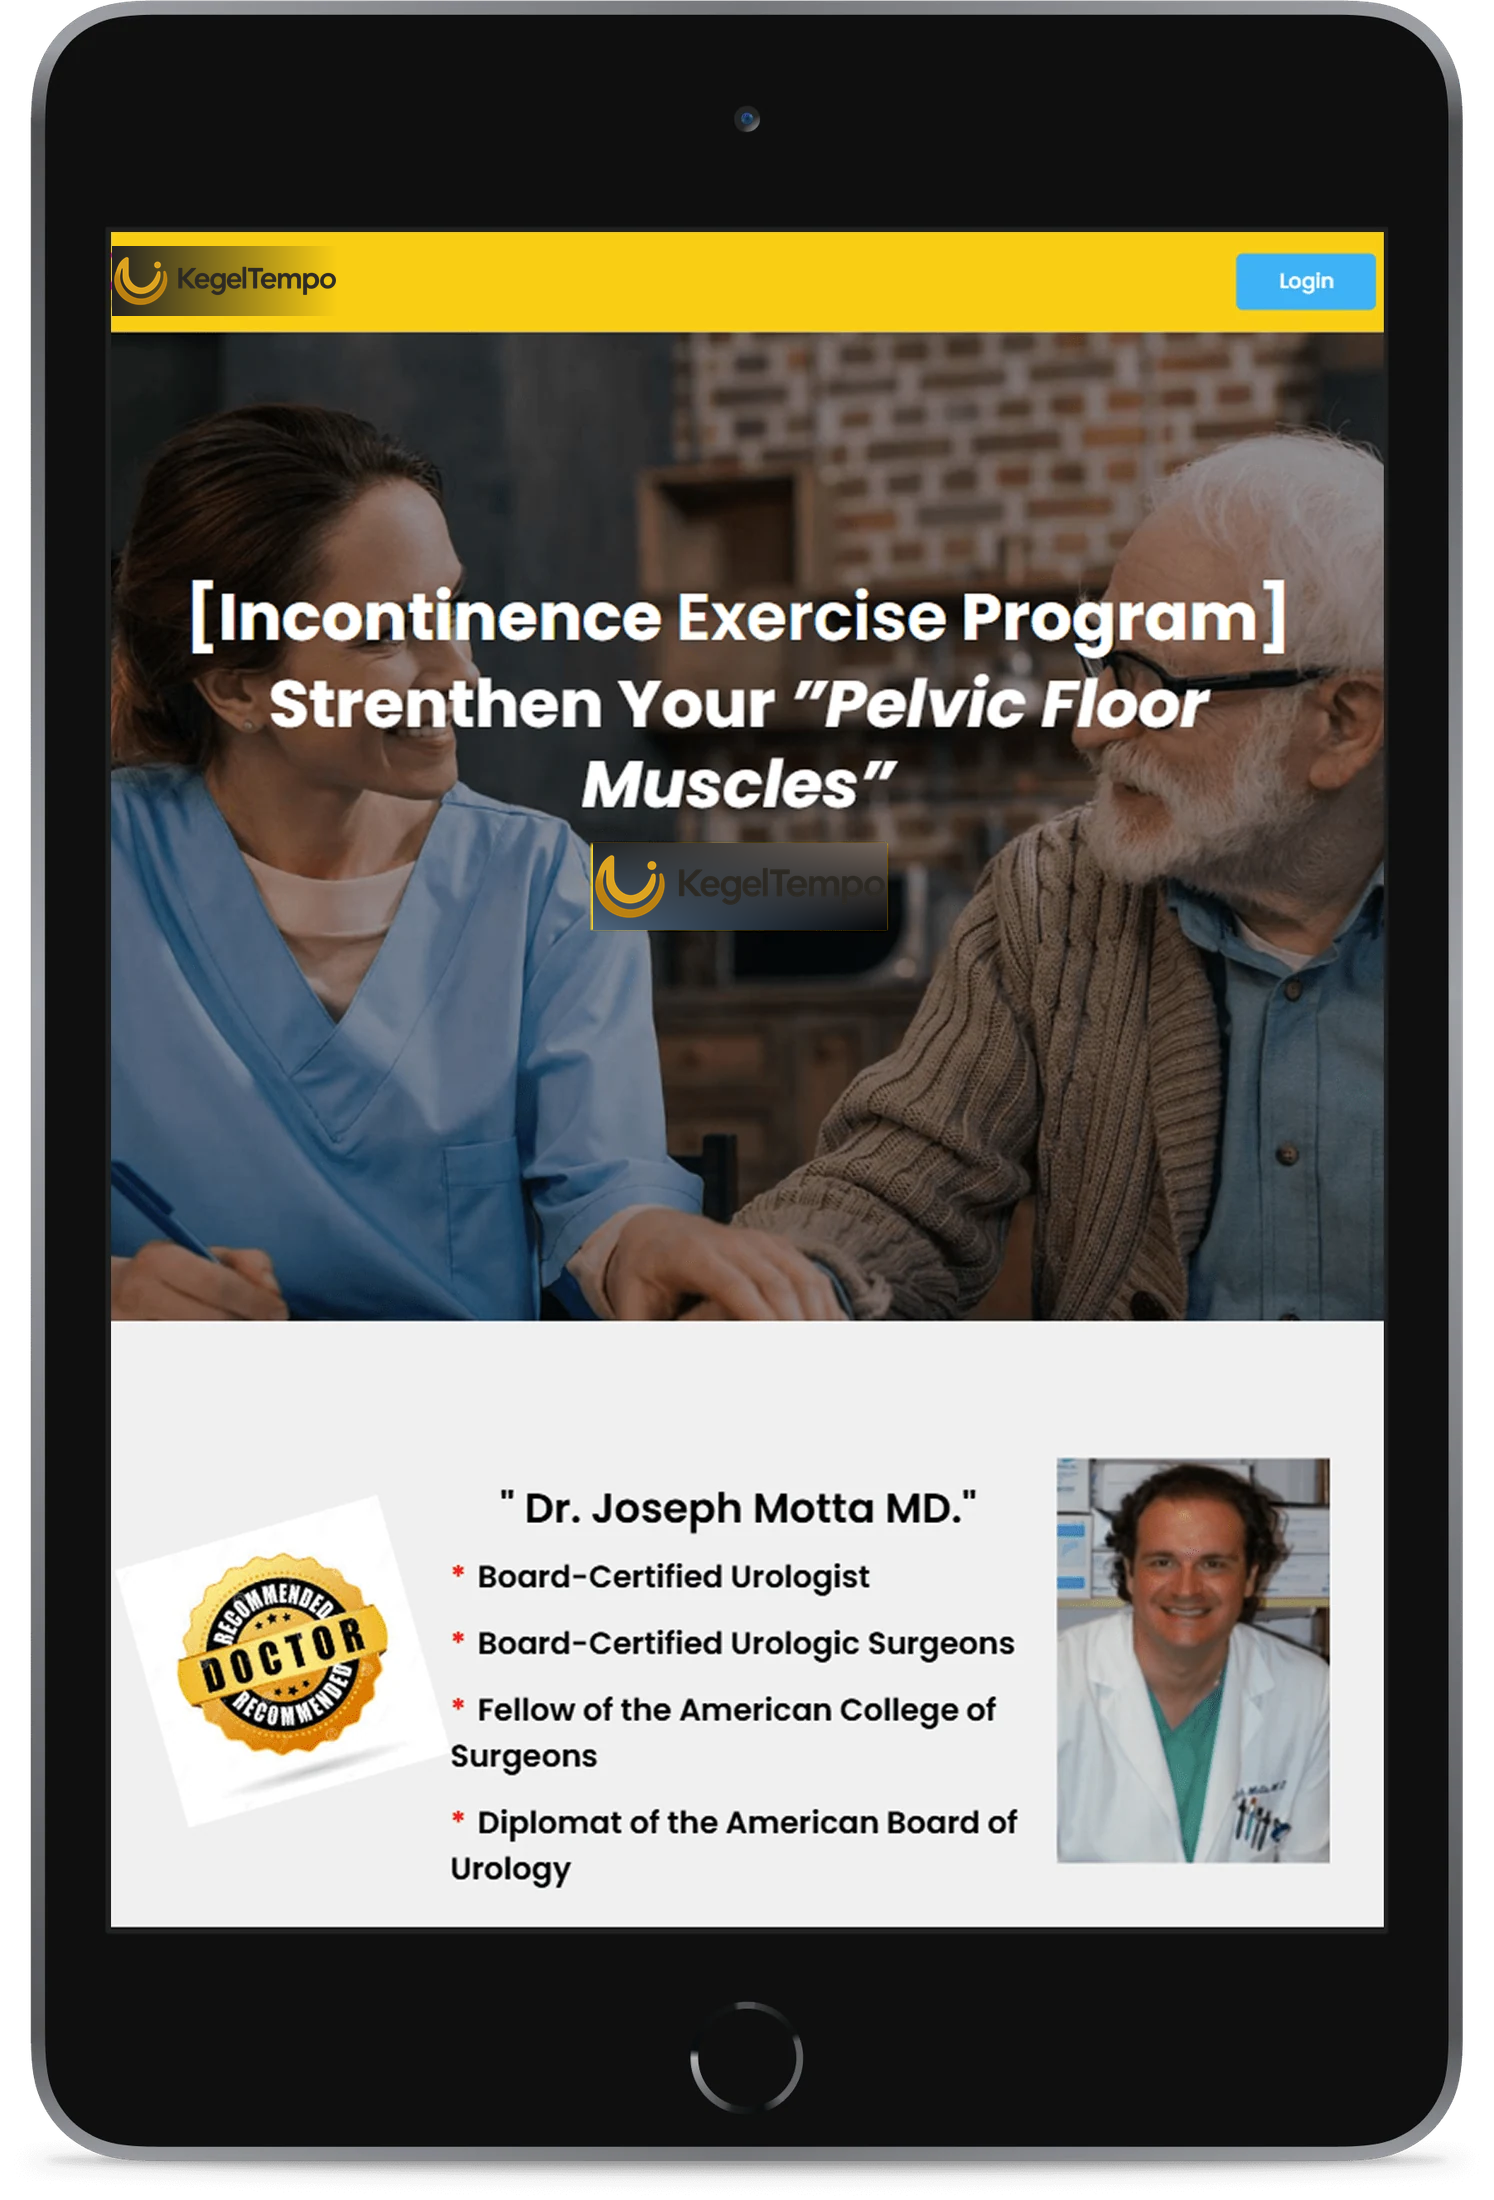 KegelTempo
Login
[Incontinence Exercise Program]
Strenthen Your "Pelvic Floor
Muscles"
KegelTempo
" Dr. Joseph Motta MD."
* Board-Certified Urologist
* Board-Certified Urologic Surgeons
* Fellow of the American College of
Surgeons
* Diplomat of the American Board of
Urology
RECOMMENDED
DOCTOR
RECOMMENDED